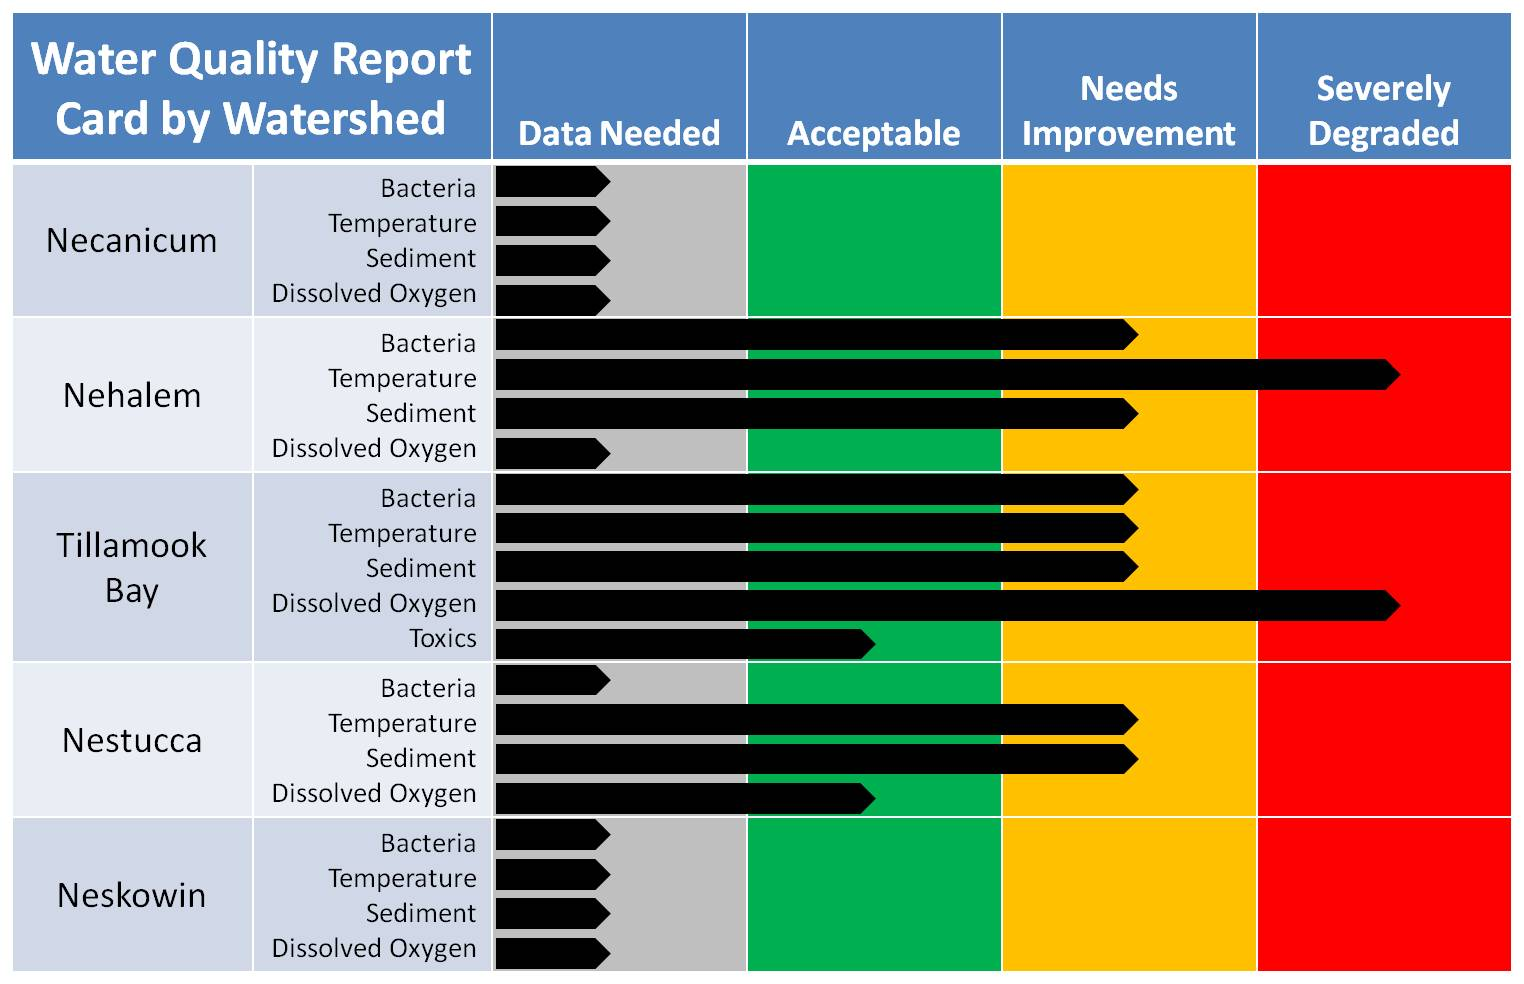 Water Quality Report
Card by Watershed
Data Needed
Acceptable
Needs
Improvement
Severely
Degraded
Necanicum
Bacteria
Temperature
Sediment
Dissolved Oxygen
Nehalem
Bacteria
Temperature
Sediment
Dissolved Oxygen
Tillamook
Bay
Bacteria
Temperature
Sediment
Dissolved Oxygen
Toxics
Nestucca
Bacteria
Temperature
Sediment
Dissolved Oxygen
Neskowin
Bacteria
Temperature
Sediment
Dissolved Oxygen